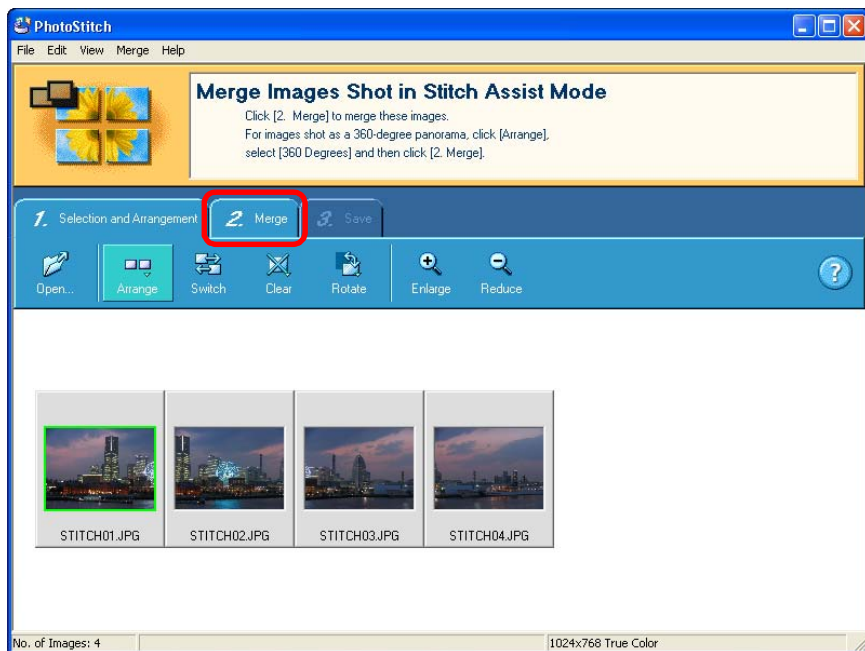 PhotoStitch
File Edit View Merge Help
Merge Images Shot in Stitch Assist Mode
Click [2. Merge] to merge these images.
For images shot as a 360-degree panorama, click [Arrange],
select [360 Degrees] and then click [2. Merge].
1. Selection and Arrangement 2. Merge 3. Save
Open... Arrange Switch Clear Rotate Enlarge Reduce ?
STITCH01.JPG STITCH02.JPG STITCH03.JPG STITCH04.JPG
No. of Images: 4 1024x768 True Color